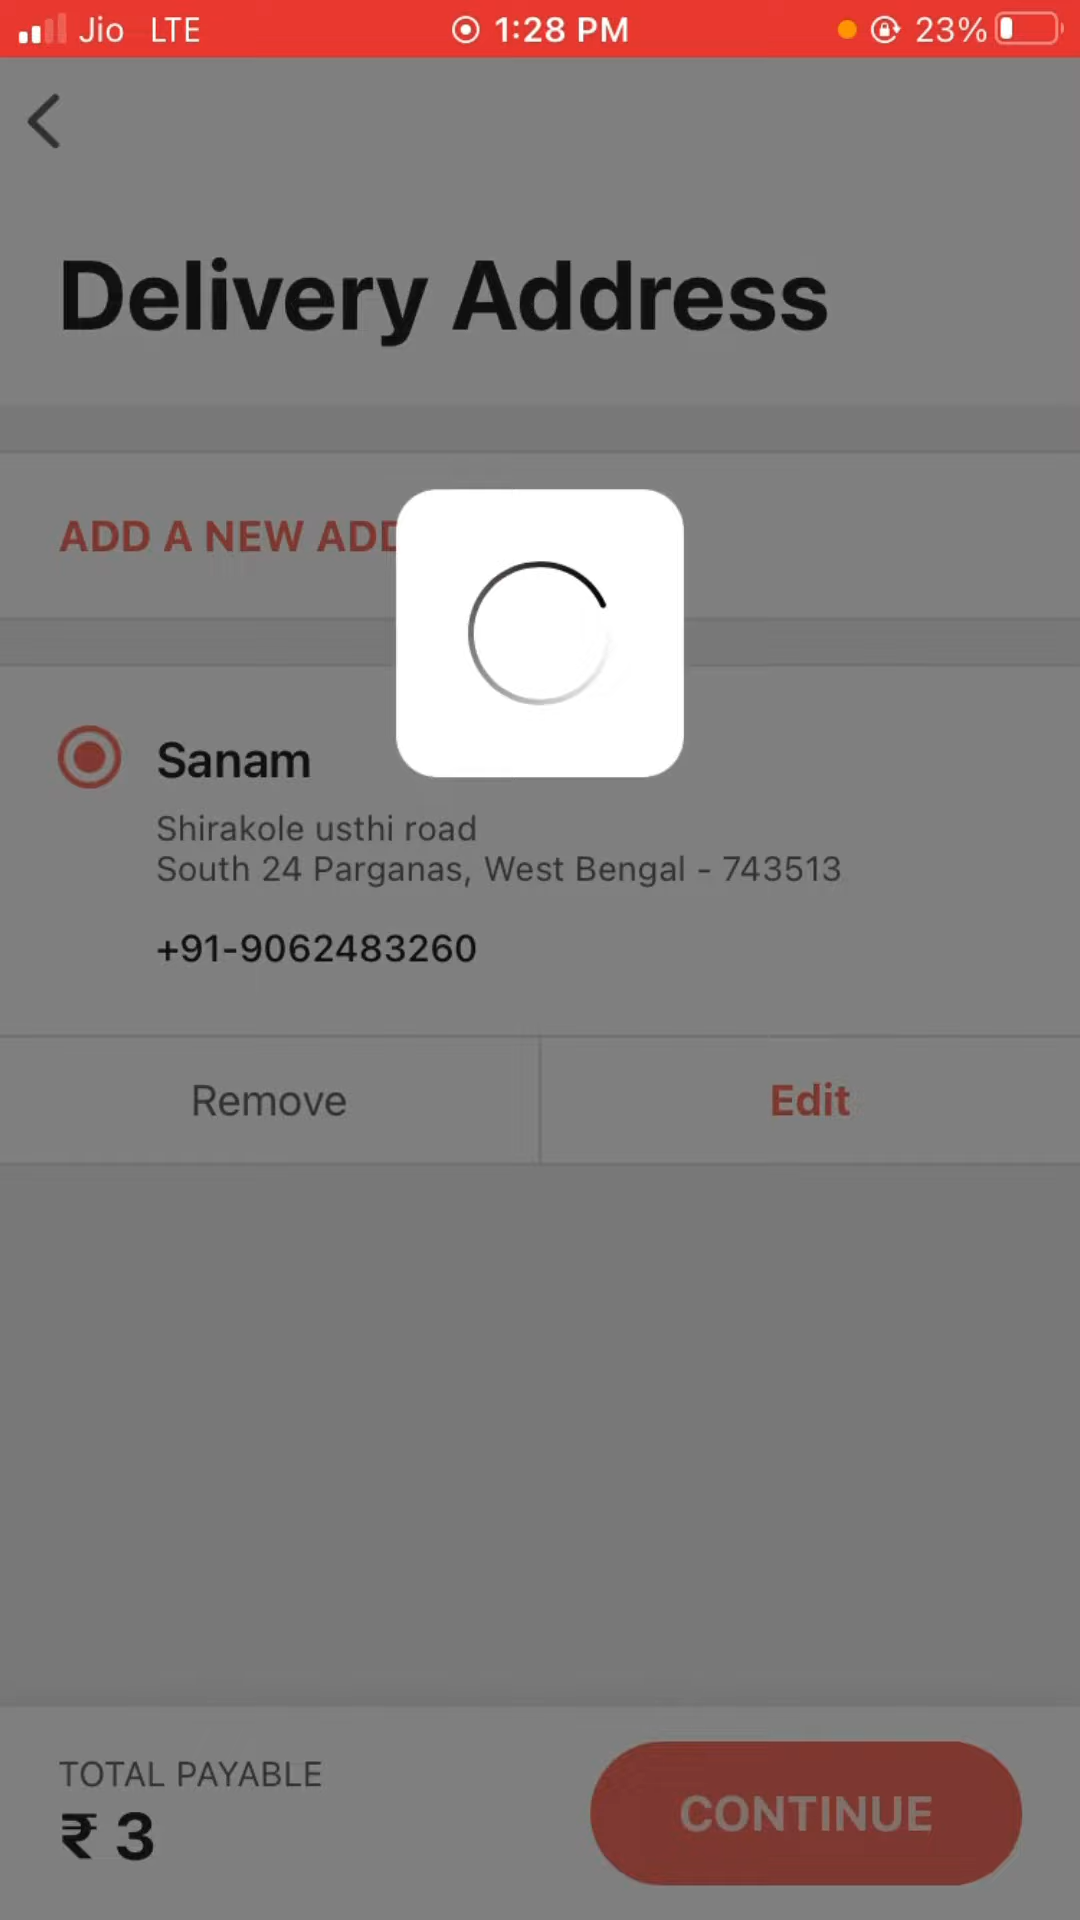 Jio LTE 1:28 PM 23%
Delivery Address
ADD A NEW ADD
Sanam
Shirakole usthi road
South 24 Parganas, West Bengal - 743513
+91-9062483260
Remove Edit
TOTAL PAYABLE
₹ 3
CONTINUE